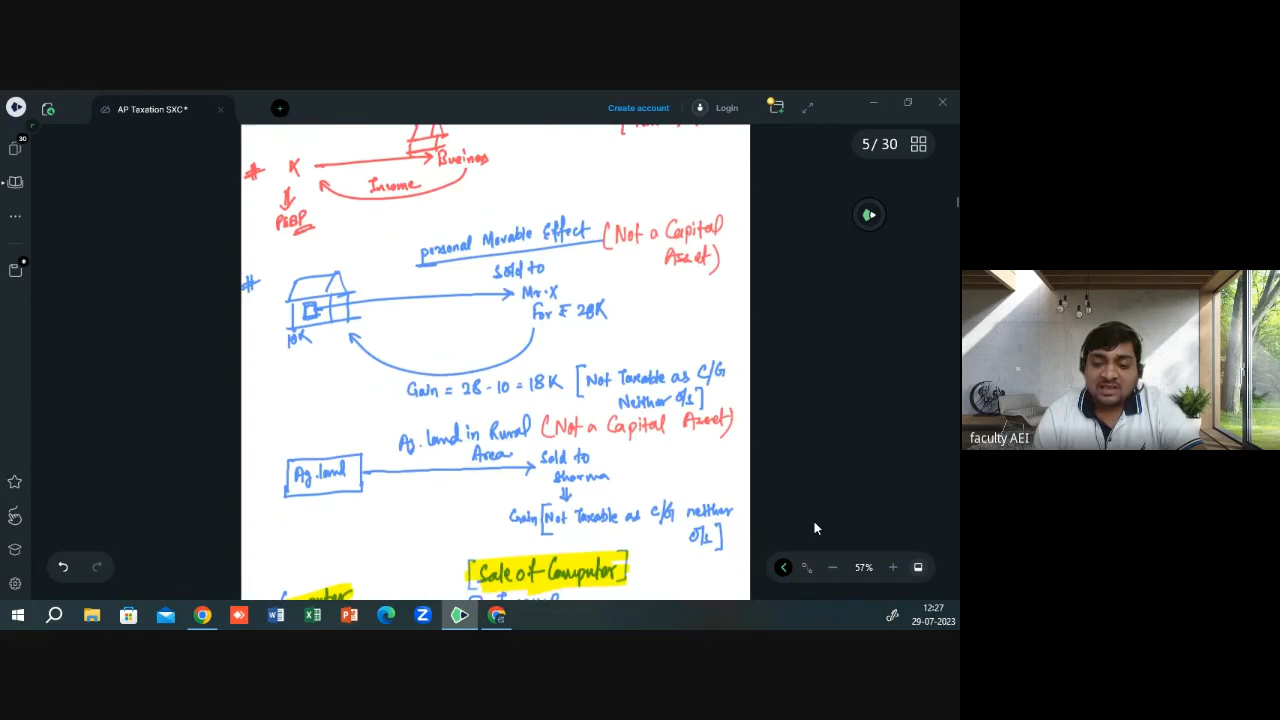 AP Taxation SXC*
Create account
Login
30
5/ 30
# K → Business
Income
PGBP
personal Movable Effect (Not a Capital
Asset)
#
sold to
Mr. X
For ₹ 28K
10K
Gain = 28 - 10 = 18K [Not Taxable as C/G
Neither O/s]
Ag. land in Rural (Not a Capital Asset)
Area
Ag. land
sold to
Sharma
Gain [Not Taxable as C/G neither
O/s]
[Sale of Computer]
57%
faculty AEI
12:27
29-07-2023